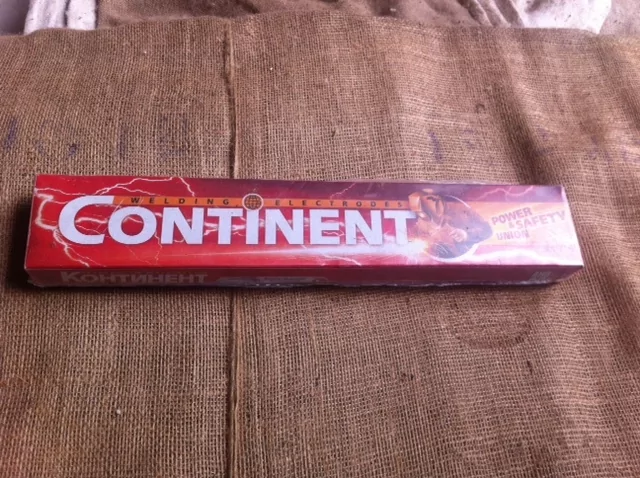 WELDING ELECTRODES
CONTINENT
POWER
& SAFETY
UNION
КОНТИНЕНТ